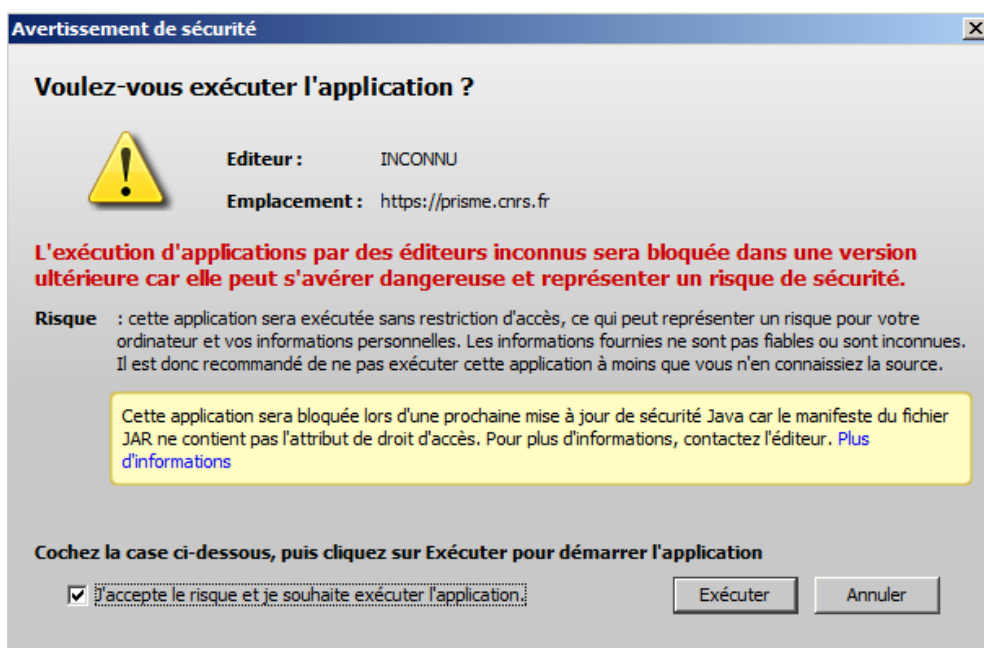 Avertissement de sécurité
Voulez-vous exécuter l'application ?
Editeur : INCONNU
Emplacement : https://prisme.cnrs.fr
L'exécution d'applications par des éditeurs inconnus sera bloquée dans une version
ultérieure car elle peut s'avérer dangereuse et représenter un risque de sécurité.
Risque : cette application sera exécutée sans restriction d'accès, ce qui peut représenter un risque pour votre
ordinateur et vos informations personnelles. Les informations fournies ne sont pas fiables ou sont inconnues.
Il est donc recommandé de ne pas exécuter cette application à moins que vous n'en connaissiez la source.
Cette application sera bloquée lors d'une prochaine mise à jour de sécurité Java car le manifeste du fichier
JAR ne contient pas l'attribut de droit d'accès. Pour plus d'informations, contactez l'éditeur. Plus
d'informations
Cochez la case ci-dessous, puis cliquez sur Exécuter pour démarrer l'application
J'accepte le risque et je souhaite exécuter l'application.
Exécuter
Annuler